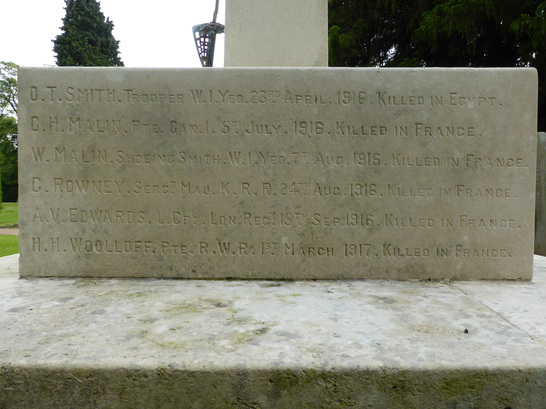 O.T. SMITH. TROOPER W.I. YEO. 23RD APRIL. 1916. KILLED IN EGYPT.
C.H. MALIN. PTE. CAN. I. 5TH JULY. 1916. KILLED IN FRANCE.
W. MALIN. SHOEING SMITH. W.I. YEO. 7TH AUG. 1916. KILLED IN FRANCE.
C. ROWNEY. SERGT MAJ. K.R.R. 24TH AUG. 1916. KILLED IN FRANCE.
A.V. EDWARDS. L. CPL. LON. REGT 18TH SEP. 1916. KILLED IN FRANCE.
H.H. WOOLLOFF. PTE. R.W.R. 1ST MARCH 1917. KILLED IN FRANCE.